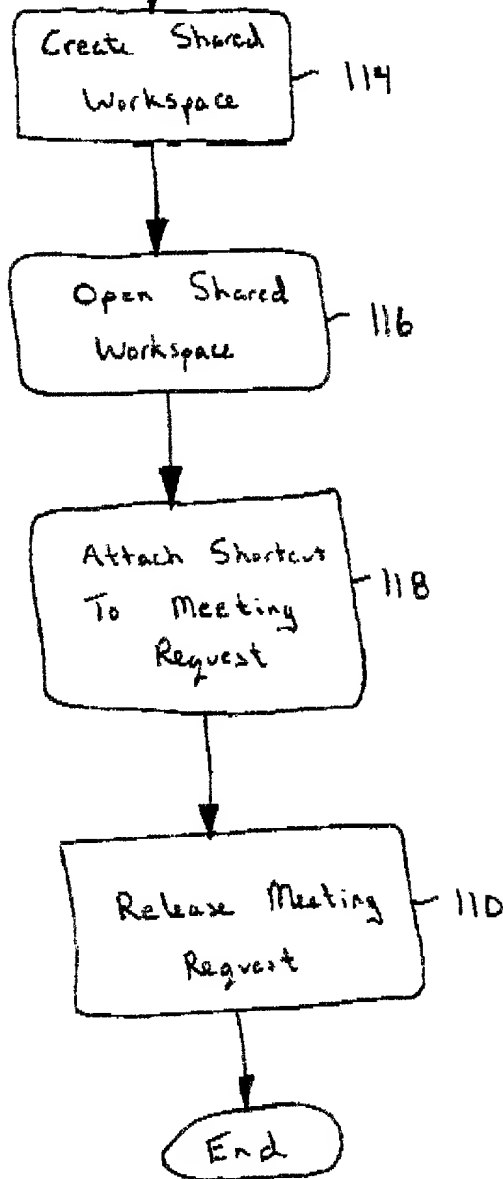 Create Shared
Workspace
114
Open Shared
Workspace
116
Attach Shortcut
To Meeting
Request
118
Release Meeting
Request
110
End